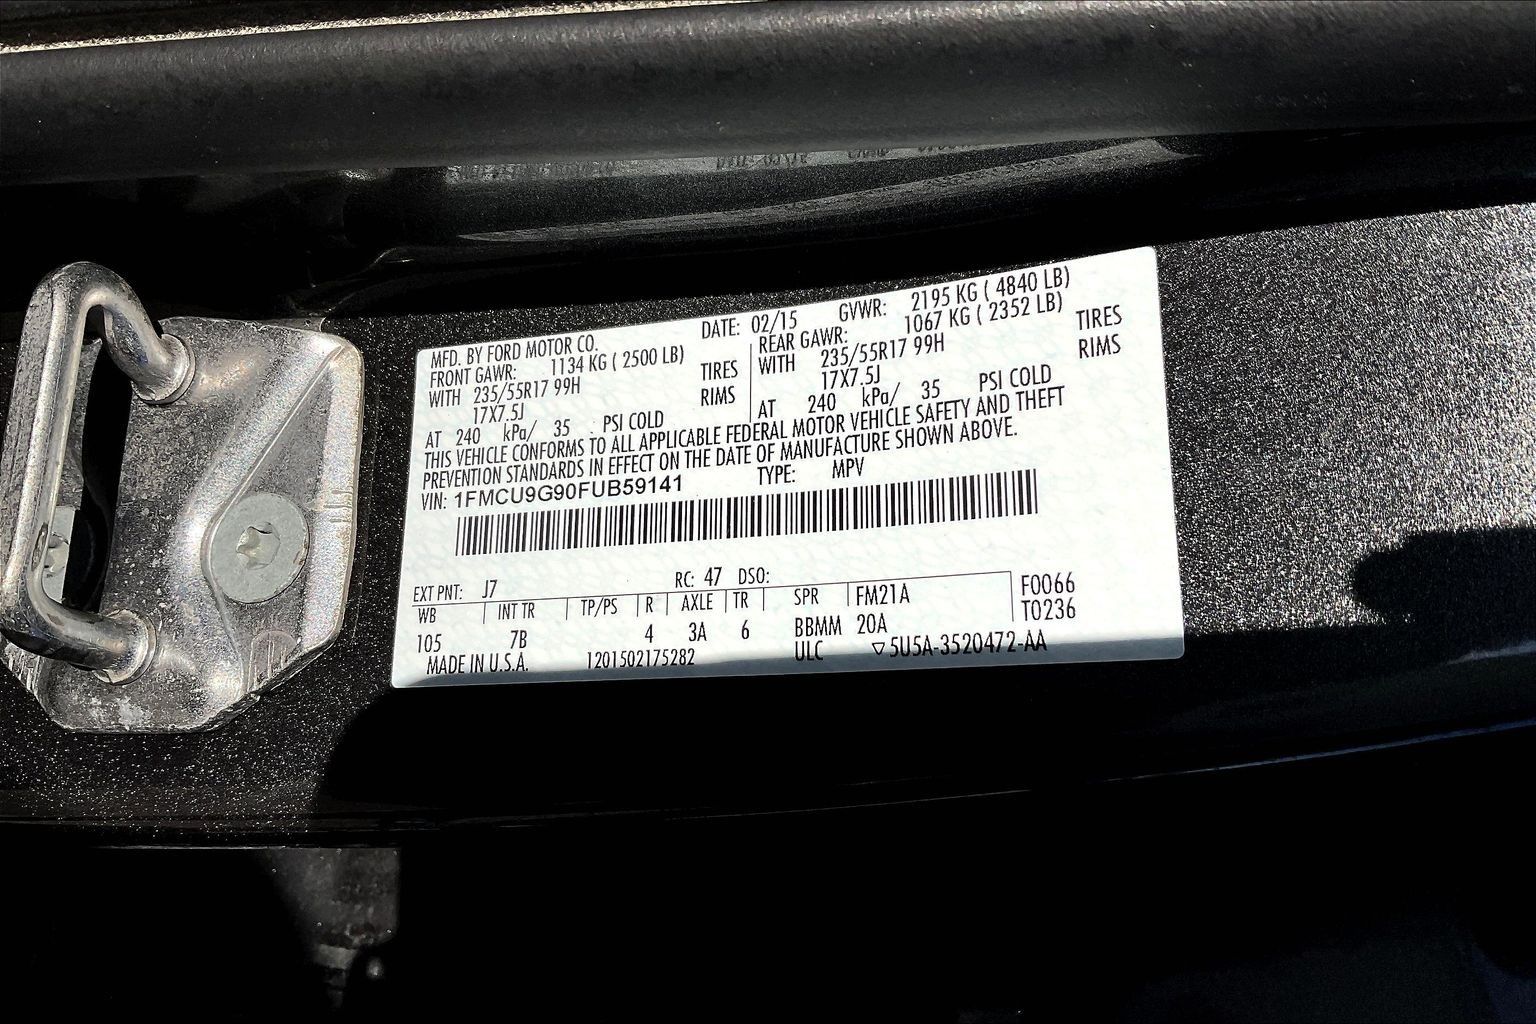 MFD. BY FORD MOTOR CO.
DATE: 02/15
GVWR: 2195 KG ( 4840 LB)
FRONT GAWR: 1134 KG ( 2500 LB)
WITH 235/55R17 99H TIRES
17X7.5J RIMS
AT 240 kPa/ 35 PSI COLD
REAR GAWR: 1067 KG ( 2352 LB)
WITH 235/55R17 99H TIRES
17X7.5J RIMS
AT 240 kPa/ 35 PSI COLD
THIS VEHICLE CONFORMS TO ALL APPLICABLE FEDERAL MOTOR VEHICLE SAFETY AND THEFT
PREVENTION STANDARDS IN EFFECT ON THE DATE OF MANUFACTURE SHOWN ABOVE.
VIN: 1FMCU9G90FUB59141 TYPE: MPV
EXT PNT: J7 RC: 47 DSO:
WB INT TR TP/PS R AXLE TR SPR FM21A F0066
T0236
105 7B 4 3A 6 BBMM 20A
MADE IN U.S.A. 1201502175282 ULC ▽5U5A-3520472-AA